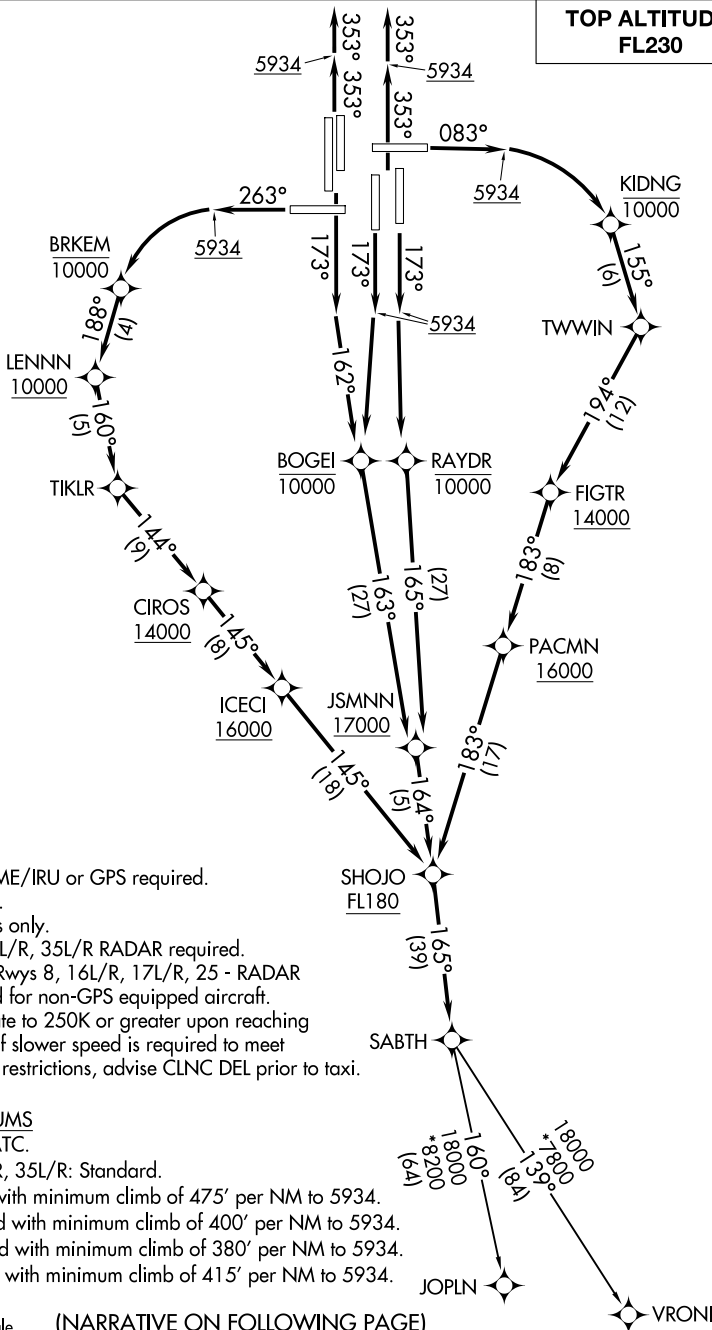 TOP ALTITUD
FL230
353°
353°
5934
5934
353°
353°
083°
5934
KIDNG
10000
263°
5934
BRKEM
10000
155°
(6)
173°
173°
173°
188°
(4)
5934
TWWIN
LENNN
10000
162°
160°
(5)
194°
(12)
BOGEI
10000
RAYDR
10000
TIKLR
FIGTR
14000
144°
(9)
183°
(8)
163°
(27)
165°
(27)
CIROS
14000
145°
(8)
PACMN
16000
ICECI
16000
JSMNN
17000
183°
(17)
145°
(18)
164°
(5)
SHOJO
FL180
ME/IRU or GPS required.
.
s only.
L/R, 35L/R RADAR required.
Rwys 8, 16L/R, 17L/R, 25 - RADAR
d for non-GPS equipped aircraft.
ate to 250K or greater upon reaching
f slower speed is required to meet
restrictions, advise CLNC DEL prior to taxi.
165°
(39)
SABTH
UMS
ATC.
R, 35L/R: Standard.
with minimum climb of 475' per NM to 5934.
d with minimum climb of 400' per NM to 5934.
d with minimum climb of 380' per NM to 5934.
with minimum climb of 415' per NM to 5934.
18000
*8200
160°
(64)
18000
*7800
139°
(84)
JOPLN
VRONI
(NARRATIVE ON FOLLOWING PAGE)